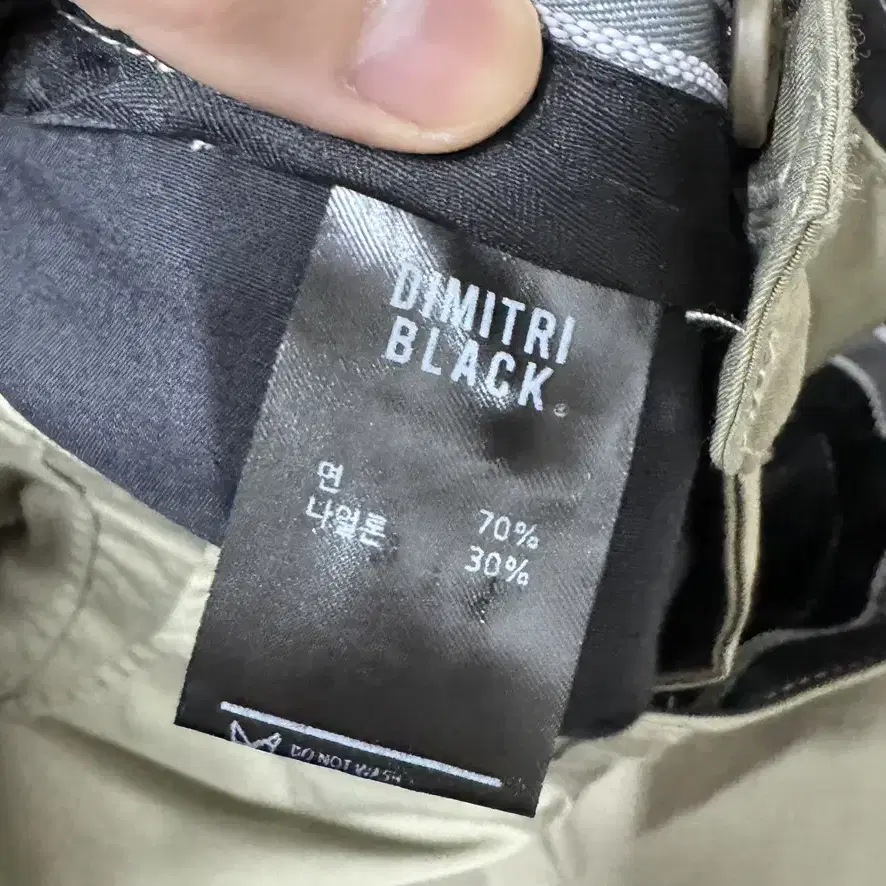 DIMITRI
BLACK®
면 70%
나일론 30%
DO NOT WASH